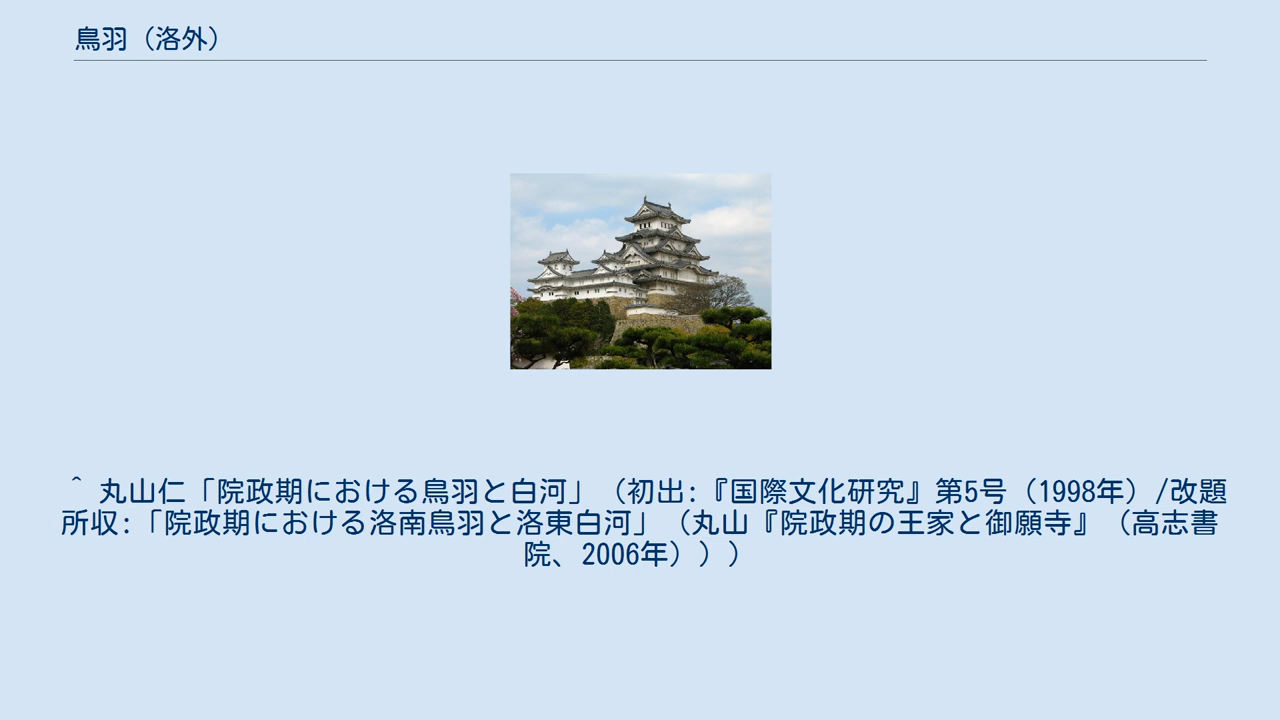 鳥羽（洛外）
^ 丸山仁「院政期における鳥羽と白河」（初出:『国際文化研究』第5号（1998年）/改題
所収:「院政期における洛南鳥羽と洛東白河」（丸山『院政期の王家と御願寺』（高志書
院、2006年）））